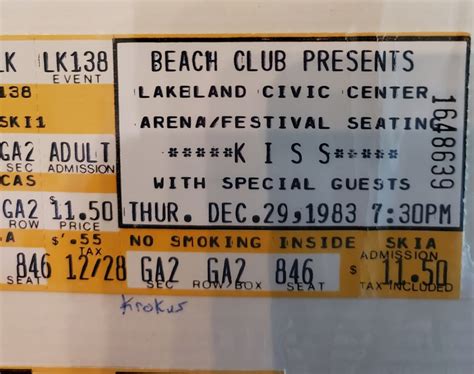 LK LK138
EVENT
138
SKI1
GA2 ADULT
SEC ADMISSION
CAS
GA2 $11.50
ROW PRICE
A $.55
TAX
846 12/28
SEAT
BEACH CLUB PRESENTS
LAKELAND CIVIC CENTER
ARENA/FESTIVAL SEATING
*****KISS*****
WITH SPECIAL GUESTS
THUR. DEC.29,1983 7:30PM
1648639
NO SMOKING INSIDE SKIA
GA2 GA2 846 $11.50
SEC ROW/BOX SEAT ADMISSION TAX INCLUDED
Krokus